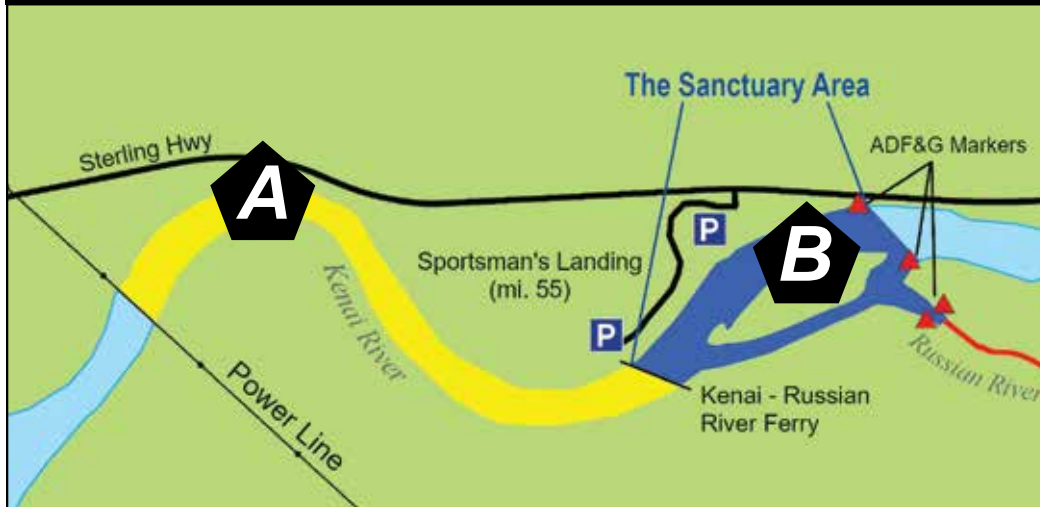 The Sanctuary Area
Sterling Hwy
ADF&G Markers
A
P
B
Sportsman's Landing
(mi. 55)
Kenai River
P
Russian River
Power Line
Kenai - Russian
River Ferry